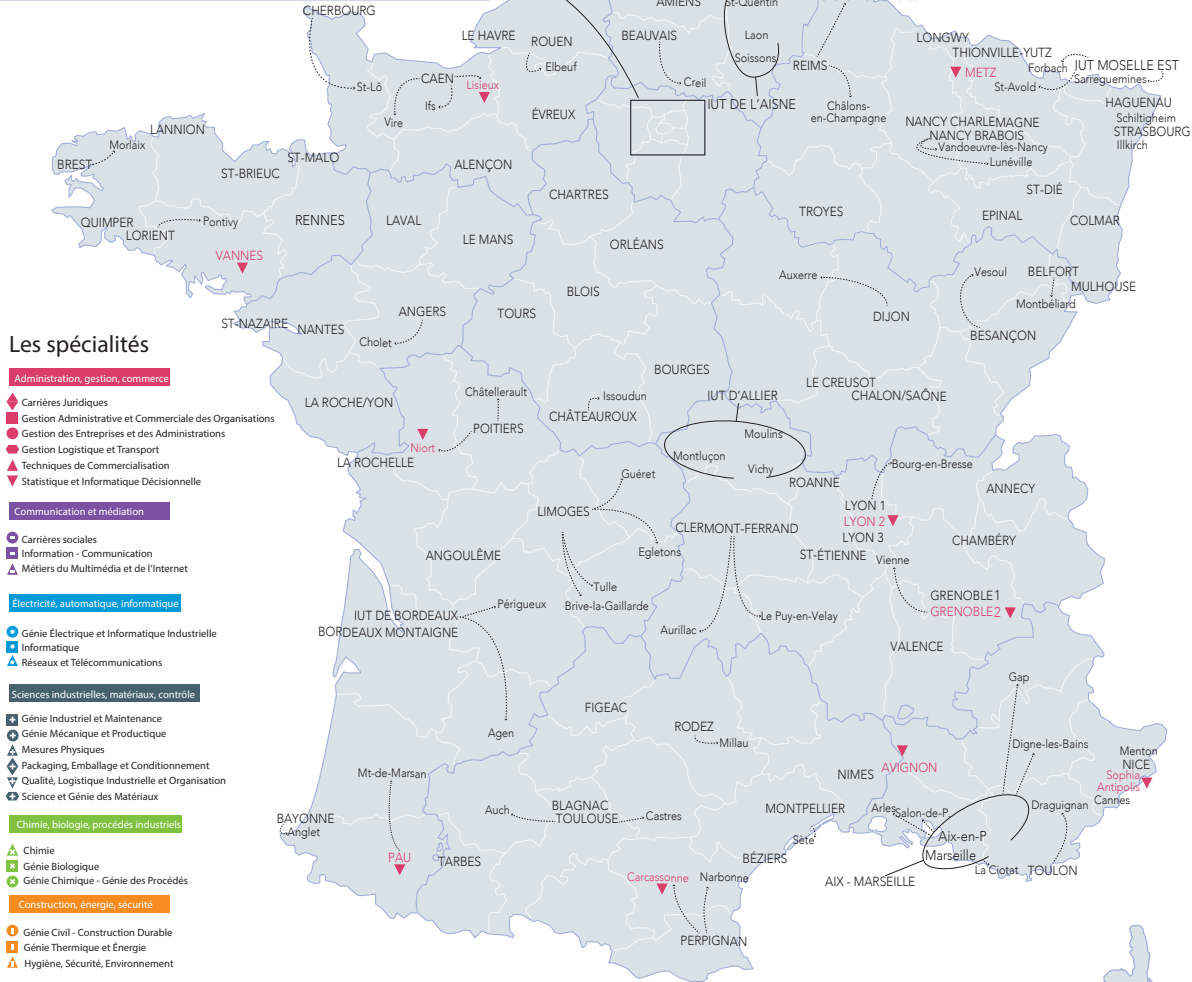 CHERBOURG
AMIENS
St-Quentin
LE HAVRE
ROUEN
BEAUVAIS
Laon
LONGWY
THIONVILLE-YUTZ
Elbeuf
Soissons
REIMS
METZ
Forbach
IUT MOSELLE EST
Sarreguemines
St-Avold
CAEN
Lisieux
Creil
St-Lô
Ifs
Vire
ÉVREUX
IUT DE L'AISNE
Châlons-
en-Champagne
HAGUENAU
Schiltigheim
STRASBOURG
Illkirch
NANCY CHARLEMAGNE
NANCY BRABOIS
Vandoeuvre-lès-Nancy
Lunéville
LANNION
Morlaix
BREST
ST-BRIEUC
ST-MALO
ALENÇON
CHARTRES
ST-DIÉ
QUIMPER
LORIENT
Pontivy
RENNES
LAVAL
LE MANS
ORLÉANS
TROYES
EPINAL
COLMAR
VANNES
Auxerre
Vesoul
BELFORT
MULHOUSE
Montbéliard
BLOIS
ST-NAZAIRE
NANTES
ANGERS
TOURS
DIJON
BESANÇON
Cholet
BOURGES
LE CREUSOT
CHALON/SAÔNE
LA ROCHE/YON
Châtellerault
Issoudun
CHÂTEAUROUX
IUT D'ALLIER
POITIERS
Niort
Moulins
Montluçon
Vichy
LA ROCHELLE
Guéret
ROANNE
Bourg-en-Bresse
ANNECY
LIMOGES
CLERMONT-FERRAND
LYON 1
LYON 2
LYON 3
CHAMBÉRY
ANGOULÊME
Egletons
ST-ÉTIENNE
Vienne
Tulle
Brive-la-Gaillarde
GRENOBLE1
GRENOBLE2
Périgueux
IUT DE BORDEAUX
BORDEAUX MONTAIGNE
Aurillac
Le Puy-en-Velay
VALENCE
Gap
FIGEAC
RODEZ
Millau
Agen
Digne-les-Bains
Menton
NICE
Sophia
Antipolis
Cannes
Mt-de-Marsan
NIMES
AVIGNON
Auch
BLAGNAC
TOULOUSE
Castres
MONTPELLIER
Arles
Salon-de-P.
Draguignan
BAYONNE
Anglet
Sète
Aix-en-P
Marseille
PAU
TARBES
BÉZIERS
La Ciotat
TOULON
Carcassonne
Narbonne
AIX - MARSEILLE
PERPIGNAN
Les spécialités
Administration, gestion, commerce
Carrières Juridiques
Gestion Administrative et Commerciale des Organisations
Gestion des Entreprises et des Administrations
Gestion Logistique et Transport
Techniques de Commercialisation
Statistique et Informatique Décisionnelle
Communication et médiation
Carrières sociales
Information - Communication
Métiers du Multimédia et de l'Internet
Électricité, automatique, informatique
Génie Électrique et Informatique Industrielle
Informatique
Réseaux et Télécommunications
Sciences industrielles, matériaux, contrôle
Génie Industriel et Maintenance
Génie Mécanique et Productique
Mesures Physiques
Packaging, Emballage et Conditionnement
Qualité, Logistique Industrielle et Organisation
Science et Génie des Matériaux
Chimie, biologie, procédés industriels
Chimie
Génie Biologique
Génie Chimique - Génie des Procédés
Construction, énergie, sécurité
Génie Civil - Construction Durable
Génie Thermique et Énergie
Hygiène, Sécurité, Environnement